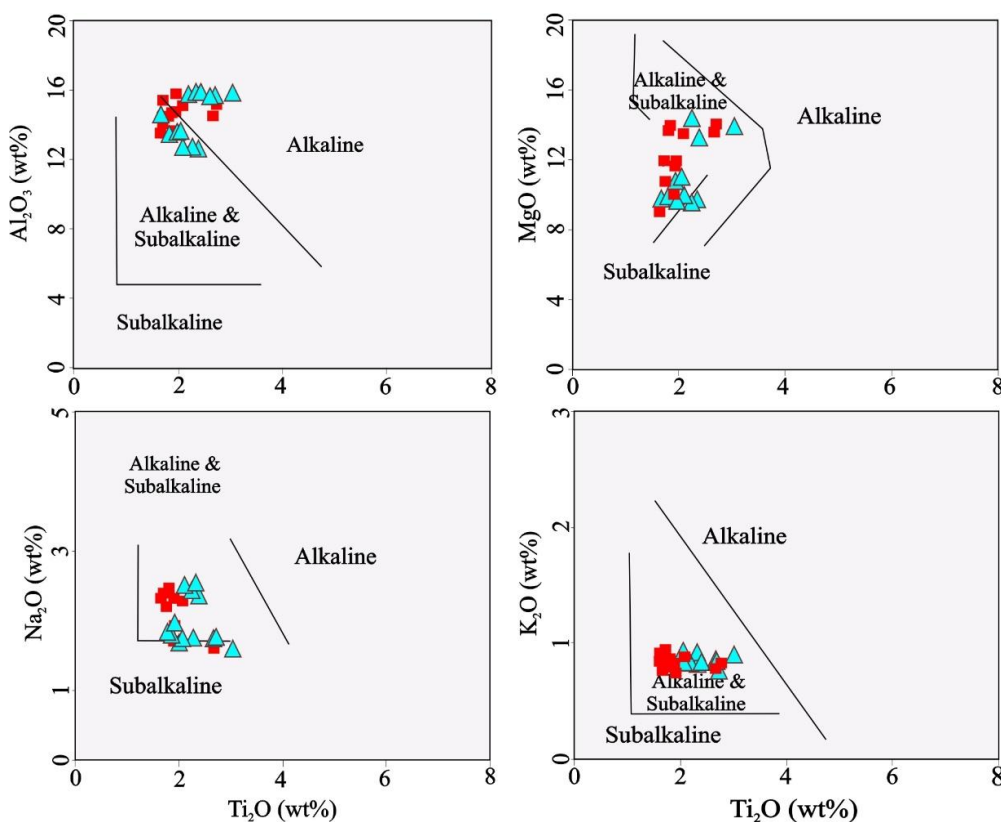 20
16
12
8
4
0
Al₂O₃ (wt%)
Alkaline
Alkaline &
Subalkaline
Subalkaline
0
2
4
6
8
20
16
12
8
4
0
MgO (wt%)
Alkaline &
Subalkaline
Alkaline
Subalkaline
0
2
4
6
8
5
3
1
0
Na₂O (wt%)
Alkaline &
Subalkaline
Alkaline
Subalkaline
0
2
4
6
8
Ti₂O (wt%)
3
2
1
0
K₂O (wt%)
Alkaline
Alkaline &
Subalkaline
Subalkaline
0
2
4
6
8
Ti₂O (wt%)